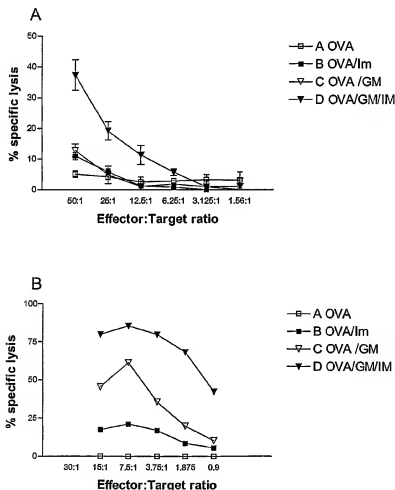 A
50
40
30
20
10
0
% specific lysis
50:1 25:1 12.5:1 6.25:1 3.125:1 1.56:1
Effector:Target ratio
A OVA
B OVA/Im
C OVA /GM
D OVA/GM/IM
B
100
75
50
25
0
% specific lysis
30:1 15:1 7.5:1 3.75:1 1.875 0.9
Effector:Target ratio
A OVA
B OVA/Im
C OVA /GM
D OVA/GM/IM